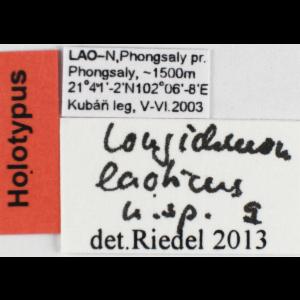 Holotypus
LAO-N,Phongsaly pr.
Phongsaly, ~1500m
21°41'-2'N102°06'-8'E
Kubáň leg, V-VI.2003
laoticus
n.sp. ♀
det.Riedel 2013